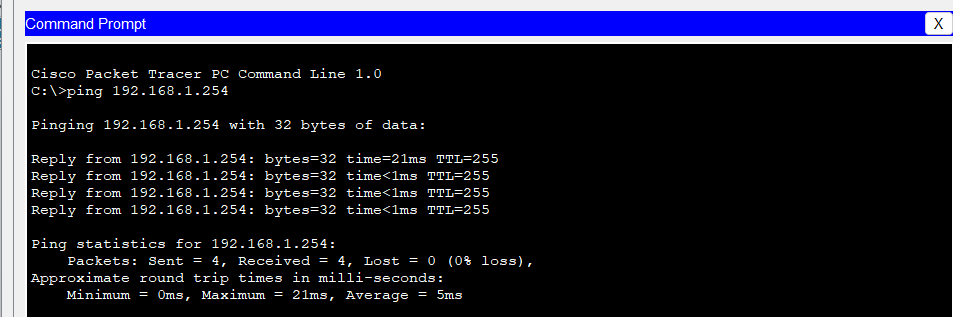 Command Prompt
X
Cisco Packet Tracer PC Command Line 1.0
C:\>ping 192.168.1.254
Pinging 192.168.1.254 with 32 bytes of data:
Reply from 192.168.1.254: bytes=32 time=21ms TTL=255
Reply from 192.168.1.254: bytes=32 time<1ms TTL=255
Reply from 192.168.1.254: bytes=32 time<1ms TTL=255
Reply from 192.168.1.254: bytes=32 time<1ms TTL=255
Ping statistics for 192.168.1.254:
Packets: Sent = 4, Received = 4, Lost = 0 (0% loss),
Approximate round trip times in milli-seconds:
Minimum = 0ms, Maximum = 21ms, Average = 5ms